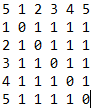 5 1 2 3 4 5
1 0 1 1 1 1
2 1 0 1 1 1
3 1 1 0 1 1
4 1 1 1 0 1
5 1 1 1 1 0